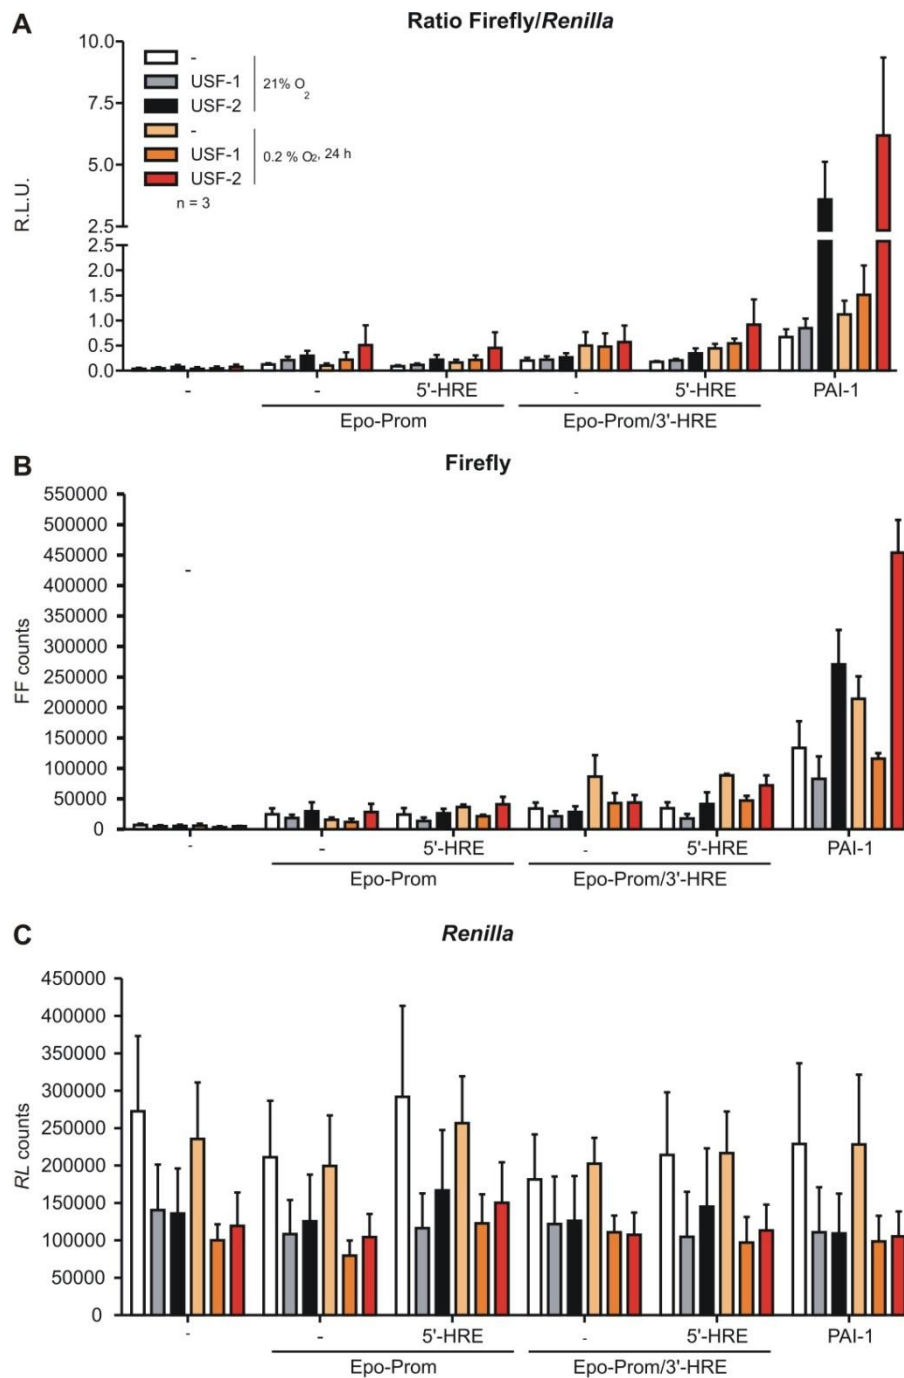 A
Ratio Firefly/Renilla
10.0
7.5
5.0
2.5
2.5
2.0
1.5
1.0
0.5
0.0
R.L.U.
-
USF-1
USF-2
21% O2
-
USF-1
USF-2
0.2 % O2, 24 h
n = 3
- - 5'-HRE - 5'-HRE PAI-1
Epo-Prom Epo-Prom/3'-HRE
B
Firefly
550000
500000
450000
400000
350000
300000
250000
200000
150000
100000
50000
0
FF counts
-
- - 5'-HRE - 5'-HRE PAI-1
Epo-Prom Epo-Prom/3'-HRE
C
Renilla
450000
400000
350000
300000
250000
200000
150000
100000
50000
0
RL counts
- - 5'-HRE - 5'-HRE PAI-1
Epo-Prom Epo-Prom/3'-HRE